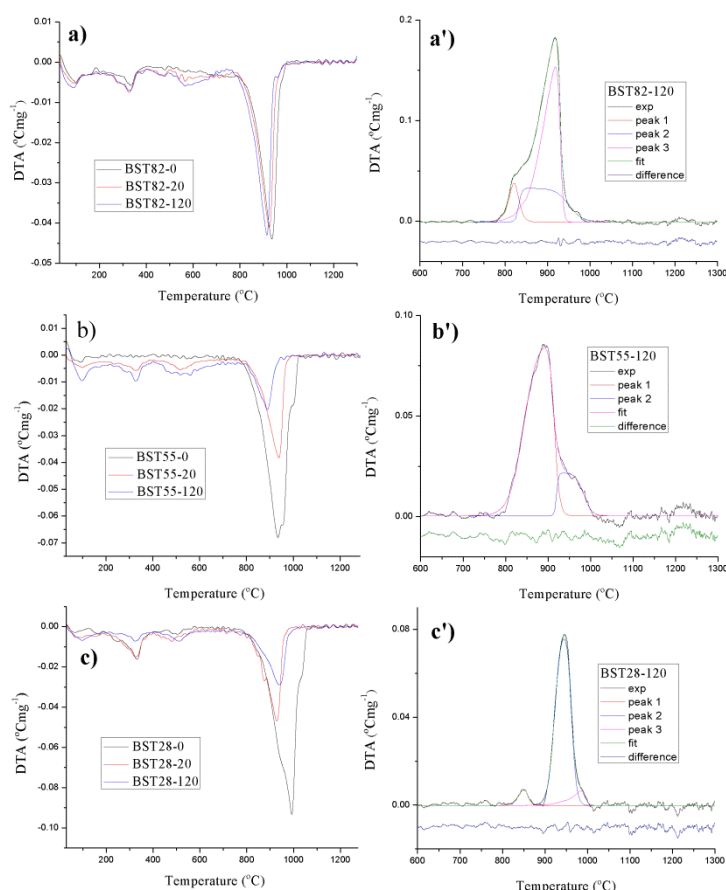 a)
0.005
0.000
-0.005
-0.01
-0.02
-0.03
-0.04
-0.05
DTA (°Cmg⁻¹)
BST82-0
BST82-20
BST82-120
200
400
600
800
1000
1200
Temperature (°C)
a')
0.2
0.1
0.0
DTA (°Cmg⁻¹)
BST82-120
exp
peak 1
peak 2
peak 3
fit
difference
600
700
800
900
1000
1100
1200
1300
Temperature (°C)
b)
0.01
0.00
-0.01
-0.02
-0.03
-0.04
-0.05
-0.06
-0.07
DTA (°Cmg⁻¹)
BST55-0
BST55-20
BST55-120
200
400
600
800
1000
1200
Temperature (°C)
b')
0.10
0.05
0.00
DTA (°Cmg⁻¹)
BST55-120
exp
peak 1
peak 2
fit
difference
600
700
800
900
1000
1100
1200
1300
Temperature (°C)
c)
0.00
-0.02
-0.04
-0.06
-0.08
-0.10
DTA (°Cmg⁻¹)
BST28-0
BST28-20
BST28-120
200
400
600
800
1000
1200
Temperature (°C)
c')
0.08
0.04
0.00
DTA (°Cmg⁻¹)
BST28-120
exp
peak 1
peak 2
peak 3
fit
difference
600
700
800
900
1000
1100
1200
1300
Temperature (°C)